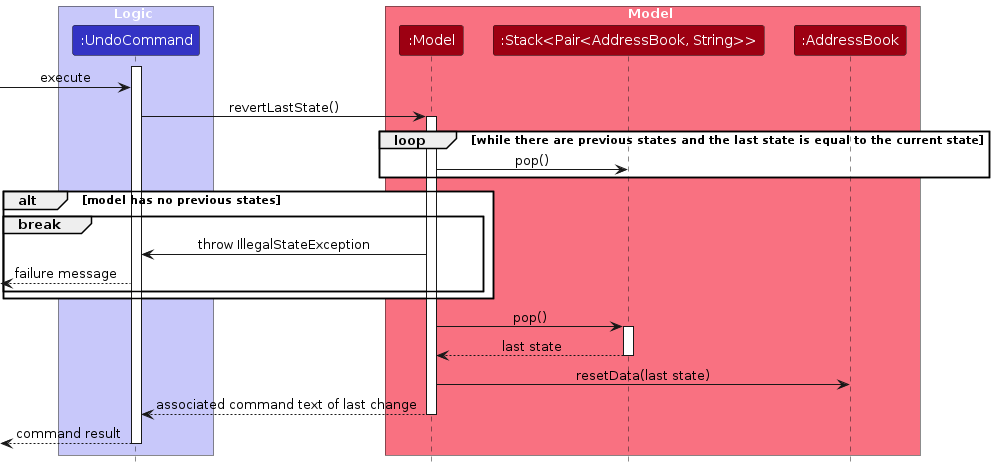 Logic
Model
:UndoCommand
:Model
:Stack<Pair<AddressBook, String>>
:AddressBook
execute
revertLastState()
loop
[while there are previous states and the last state is equal to the current state]
pop()
alt
[model has no previous states]
break
throw IllegalStateException
failure message
pop()
last state
resetData(last state)
associated command text of last change
command result